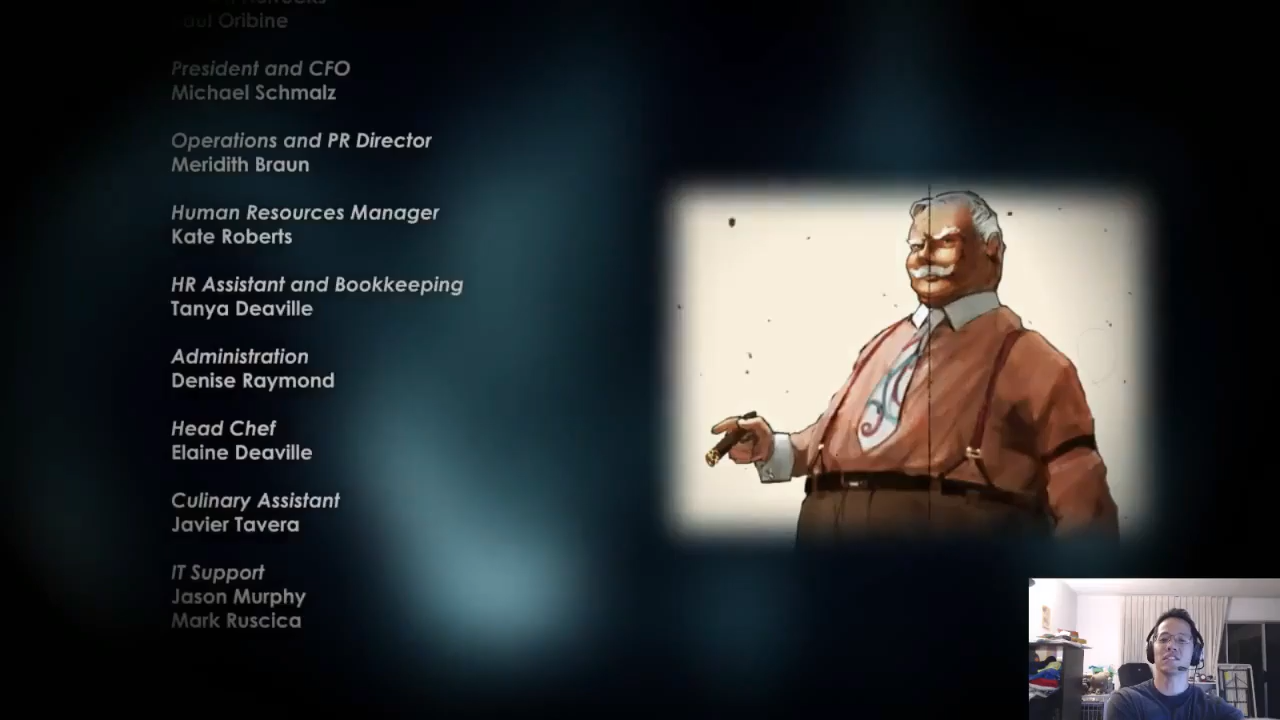 Paul Oribine
President and CFO
Michael Schmalz
Operations and PR Director
Meridith Braun
Human Resources Manager
Kate Roberts
HR Assistant and Bookkeeping
Tanya Deaville
Administration
Denise Raymond
Head Chef
Elaine Deaville
Culinary Assistant
Javier Tavera
IT Support
Jason Murphy
Mark Ruscica